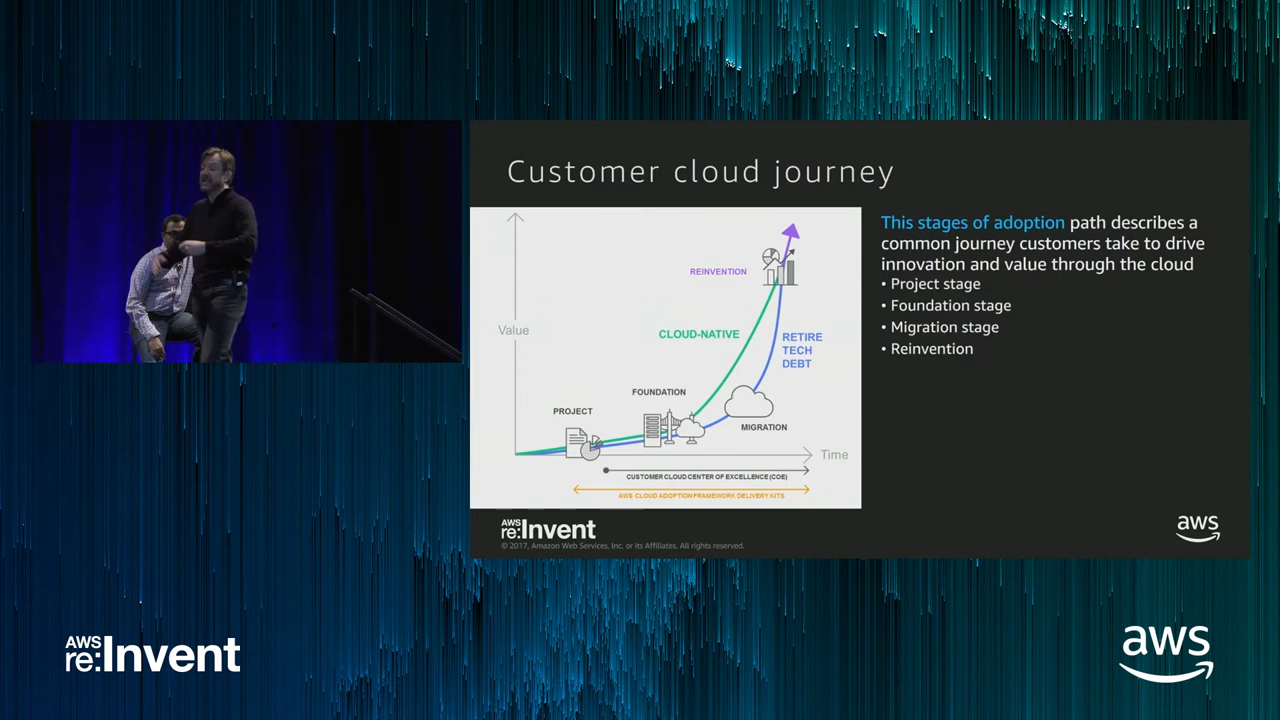 Customer cloud journey
Value
REINVENTION
CLOUD-NATIVE
RETIRE
TECH
DEBT
FOUNDATION
PROJECT
MIGRATION
Time
CUSTOMER CLOUD CENTER OF EXCELLENCE (COE)
AWS CLOUD ADOPTION FRAMEWORK DELIVERY KITS
This stages of adoption path describes a
common journey customers take to drive
innovation and value through the cloud
• Project stage
• Foundation stage
• Migration stage
• Reinvention
AWS
re:Invent
© 2017, Amazon Web Services, Inc. or its Affiliates. All rights reserved.
aws
AWS
re:Invent
aws